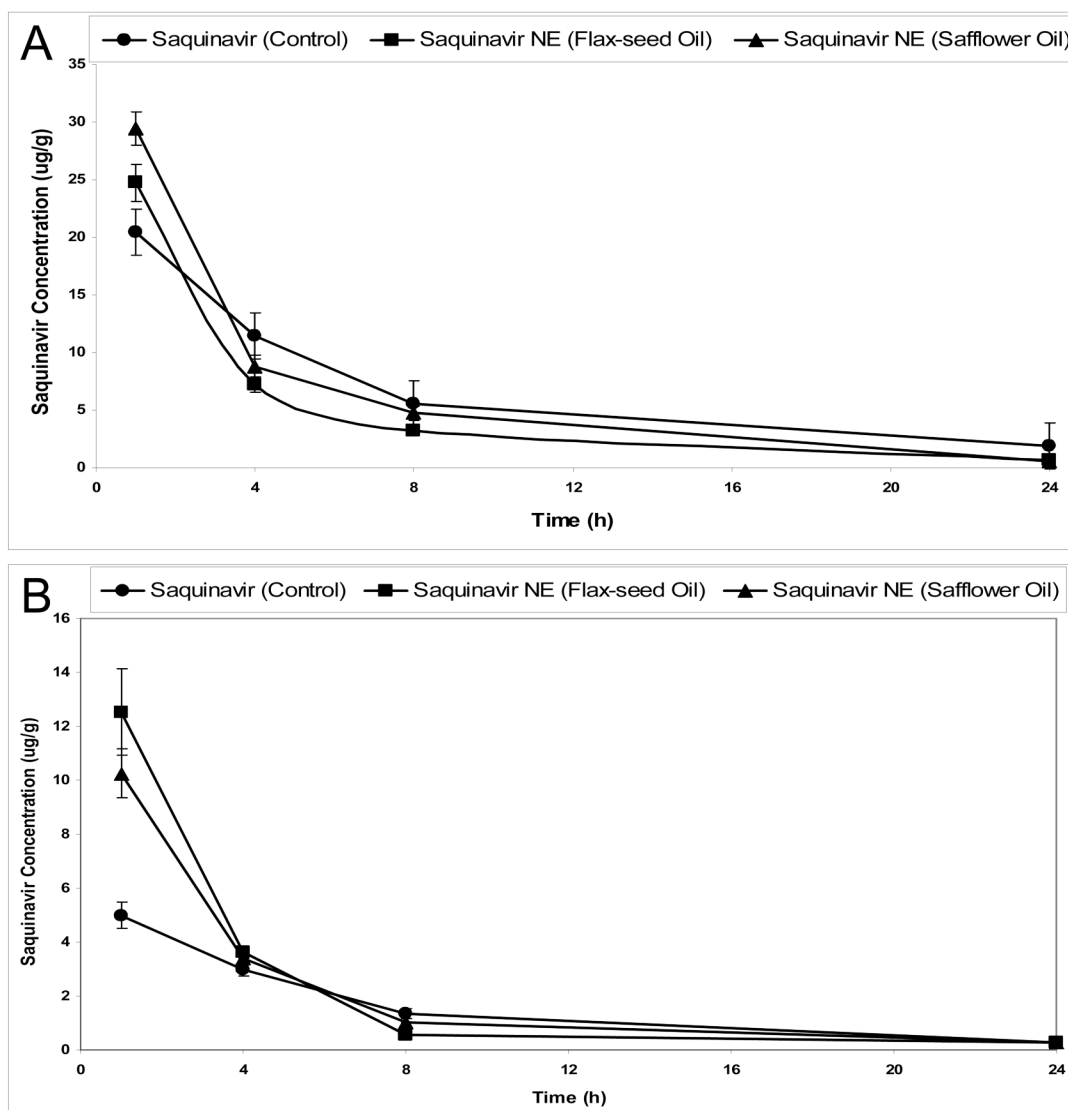 A
Saquinavir (Control) Saquinavir NE (Flax-seed Oil) Saquinavir NE (Safflower Oil)
35
30
25
20
15
10
5
0
Saquinavir Concentration (ug/g)
0 4 8 12 16 20 24
Time (h)
B
Saquinavir (Control) Saquinavir NE (Flax-seed Oil) Saquinavir NE (Safflower Oil)
16
14
12
10
8
6
4
2
0
Saquinavir Concentration (ug/g)
0 4 8 12 16 20 24
Time (h)